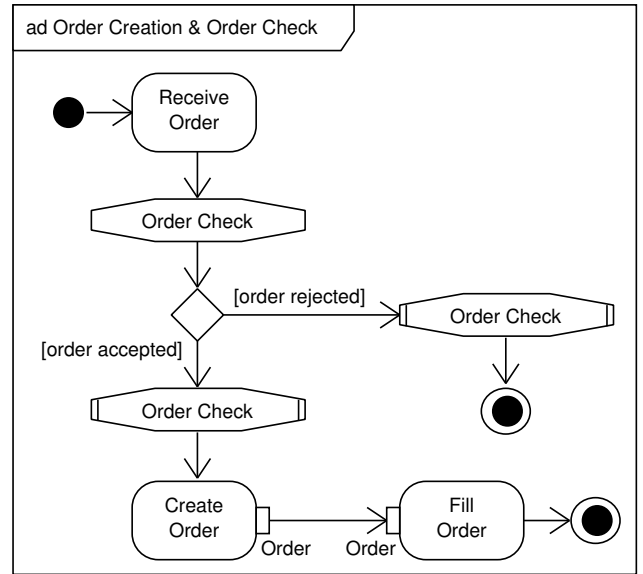 ad Order Creation & Order Check
Receive
Order
Order Check
[order rejected]
Order Check
[order accepted]
Order Check
Create
Order
Fill
Order
Order
Order